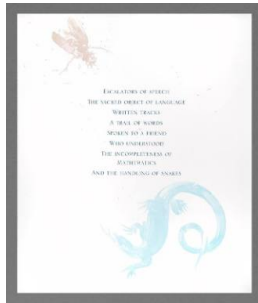 Escalators of speech
The sacred object of language
Written tracks
A trail of words
Spoken to a friend
Who understands
The incompleteness of
Mathematics
And the handling of snakes